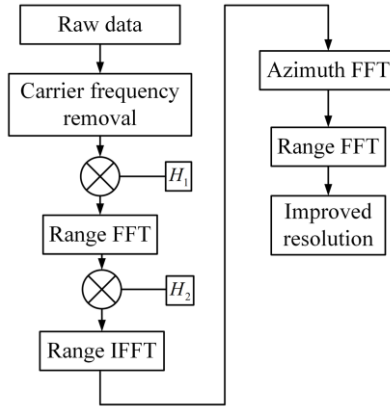 Raw data
Carrier frequency
removal
H₁
Range FFT
H₂
Range IFFT
Azimuth FFT
Range FFT
Improved
resolution